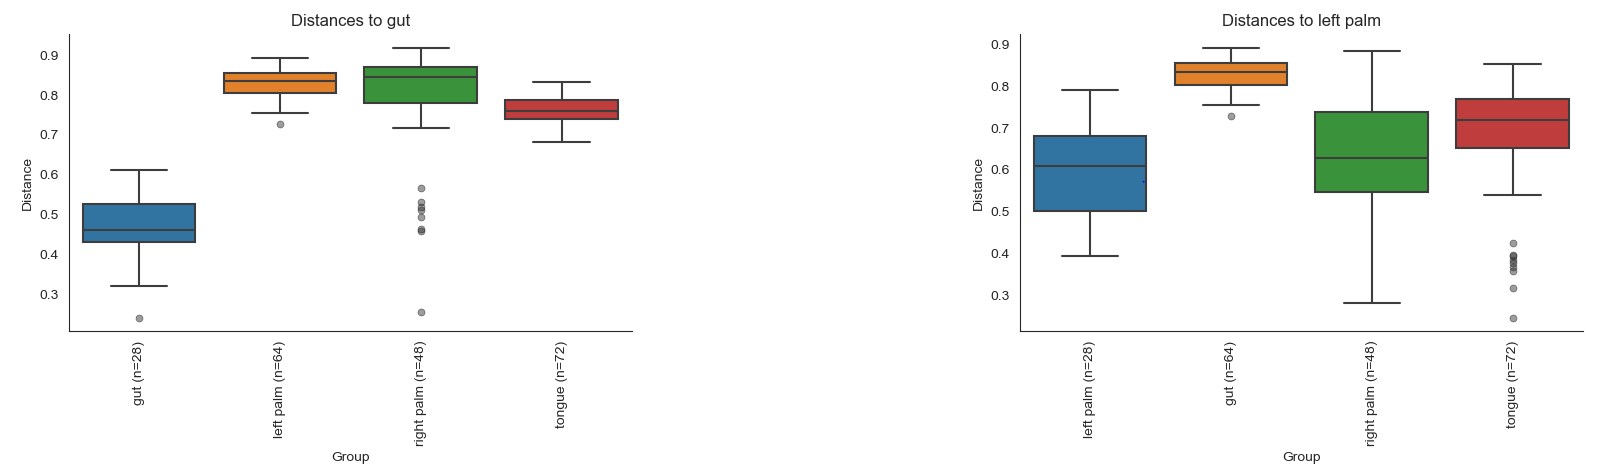 Distances to gut
Distance
0.9
0.8
0.7
0.6
0.5
0.4
0.3
gut (n=28)
left palm (n=64)
right palm (n=48)
tongue (n=72)
Group
Distances to left palm
Distance
0.9
0.8
0.7
0.6
0.5
0.4
0.3
left palm (n=28)
gut (n=64)
right palm (n=48)
tongue (n=72)
Group